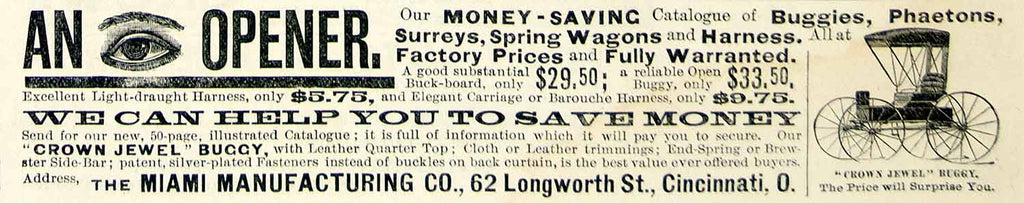 AN OPENER.
Our MONEY-SAVING Catalogue of Buggies, Phaetons,
Surreys, Spring Wagons and Harness. All at
Factory Prices and Fully Warranted.
A good substantial Buck-board, only $29.50; a reliable Open Buggy, only $33.50.
Excellent Light-draught Harness, only $5.75, and Elegant Carriage or Barouche Harness, only $9.75.
WE CAN HELP YOU TO SAVE MONEY
Send for our new, 50-page, illustrated Catalogue; it is full of information which it will pay you to secure. Our
"CROWN JEWEL" BUGGY, with Leather Quarter Top; Cloth or Leather trimmings; End-Spring or Brew-
ster Side-Bar; patent, silver-plated Fasteners instead of buckles on back curtain, is the best value ever offered buyers.
Address, THE MIAMI MANUFACTURING CO., 62 Longworth St., Cincinnati, O.
"CROWN JEWEL" BUGGY.
The Price will Surprise You.